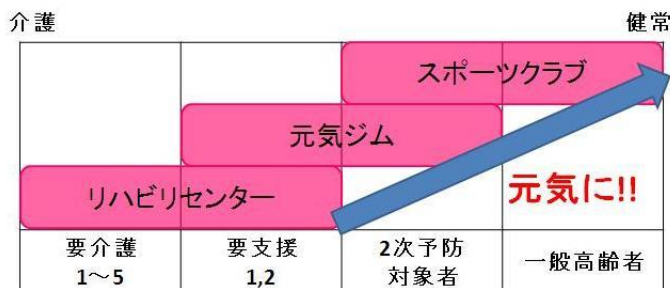 介護
健常
スポーツクラブ
元気ジム
リハビリセンター
元気に!!
要介護
1～5
要支援
1,2
2次予防
対象者
一般高齢者